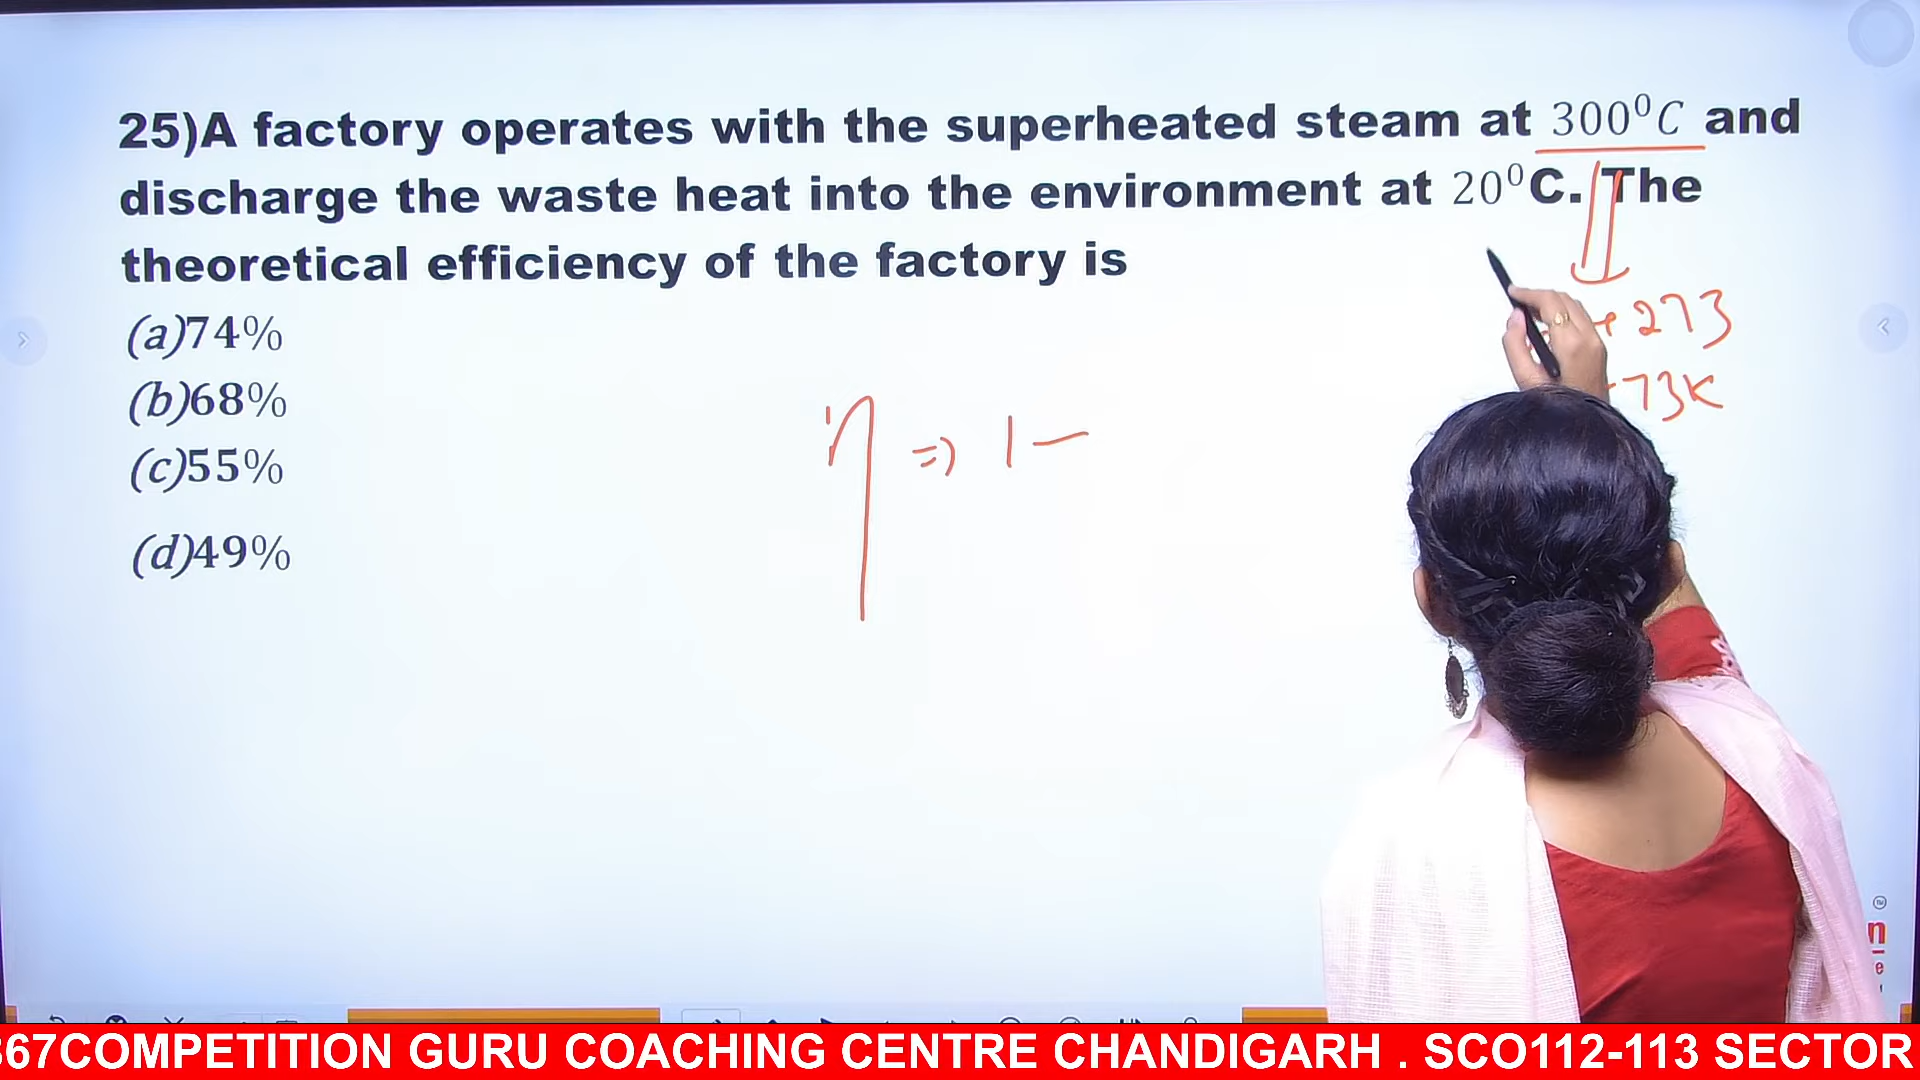 25)A factory operates with the superheated steam at 300⁰C and
discharge the waste heat into the environment at 20⁰C. The
theoretical efficiency of the factory is
(a)74%
(b)68%
(c)55%
(d)49%
+ 273
73K
η => 1 -
n
e
367COMPETITION GURU COACHING CENTRE CHANDIGARH . SCO112-113 SECTOR